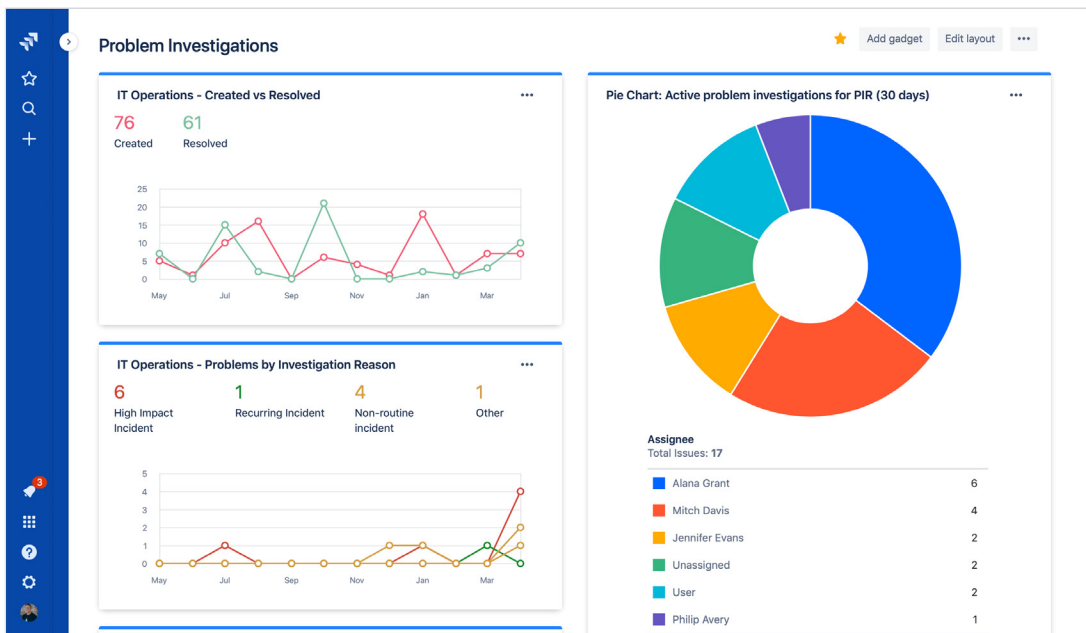 Problem Investigations
Add gadget
Edit layout
IT Operations - Created vs Resolved
76
61
Created
Resolved
25
20
15
10
5
0
May
Jul
Sep
Nov
Jan
Mar
IT Operations - Problems by Investigation Reason
6
1
4
1
High Impact
Incident
Recurring Incident
Non-routine
incident
Other
5
4
3
2
1
0
May
Jul
Sep
Nov
Jan
Mar
Pie Chart: Active problem investigations for PIR (30 days)
Assignee
Total Issues: 17
Alana Grant 6
Mitch Davis 4
Jennifer Evans 2
Unassigned 2
User 2
Philip Avery 1
3
?